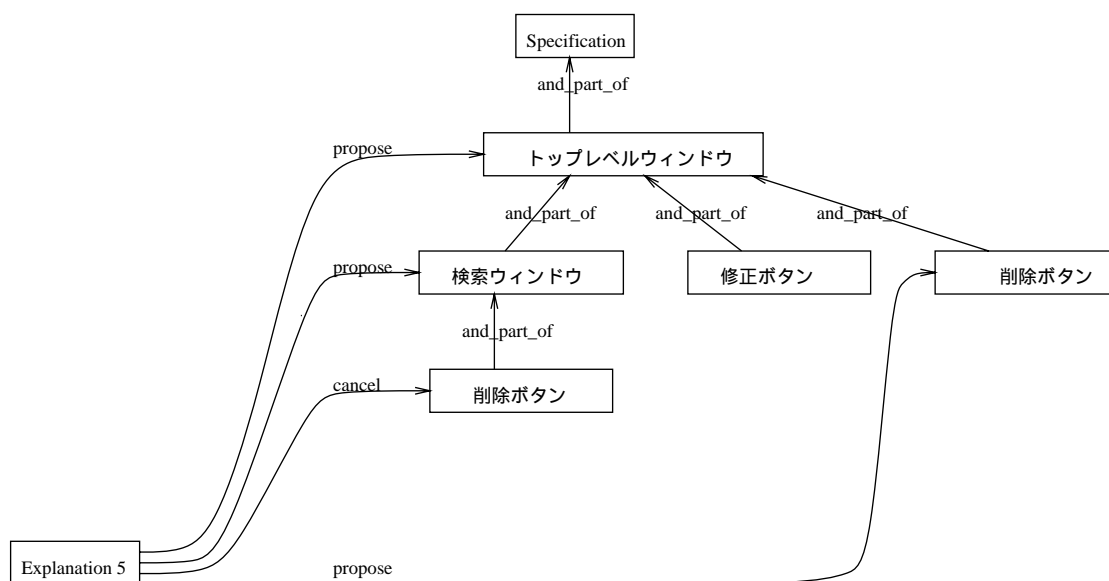 Specification
and_part_of
propose
トップレベルウィンドウ
and_part_of
and_part_of
and_part_of
propose
検索ウィンドウ
修正ボタン
削除ボタン
and_part_of
cancel
削除ボタン
Explanation 5
propose